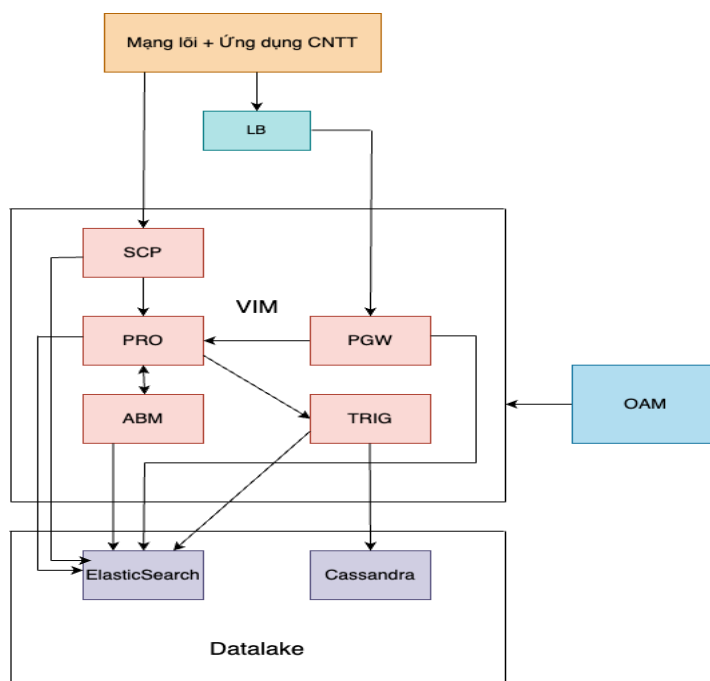 Mạng lõi + Ứng dụng CNTT
LB
SCP
VIM
PRO
PGW
ABM
TRIG
OAM
ElasticSearch
Cassandra
Datalake